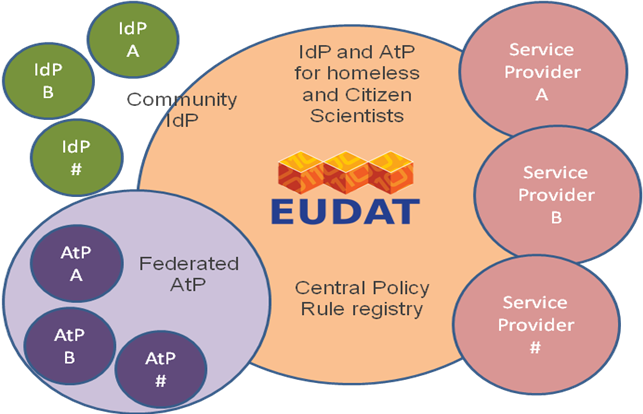 IdP
A
IdP
B
IdP
#
Community
IdP
IdP and AtP
for homeless
and Citizen
Scientists
EUDAT
Central Policy
Rule registry
Federated
AtP
AtP
A
AtP
B
AtP
#
Service
Provider
A
Service
Provider
B
Service
Provider
#